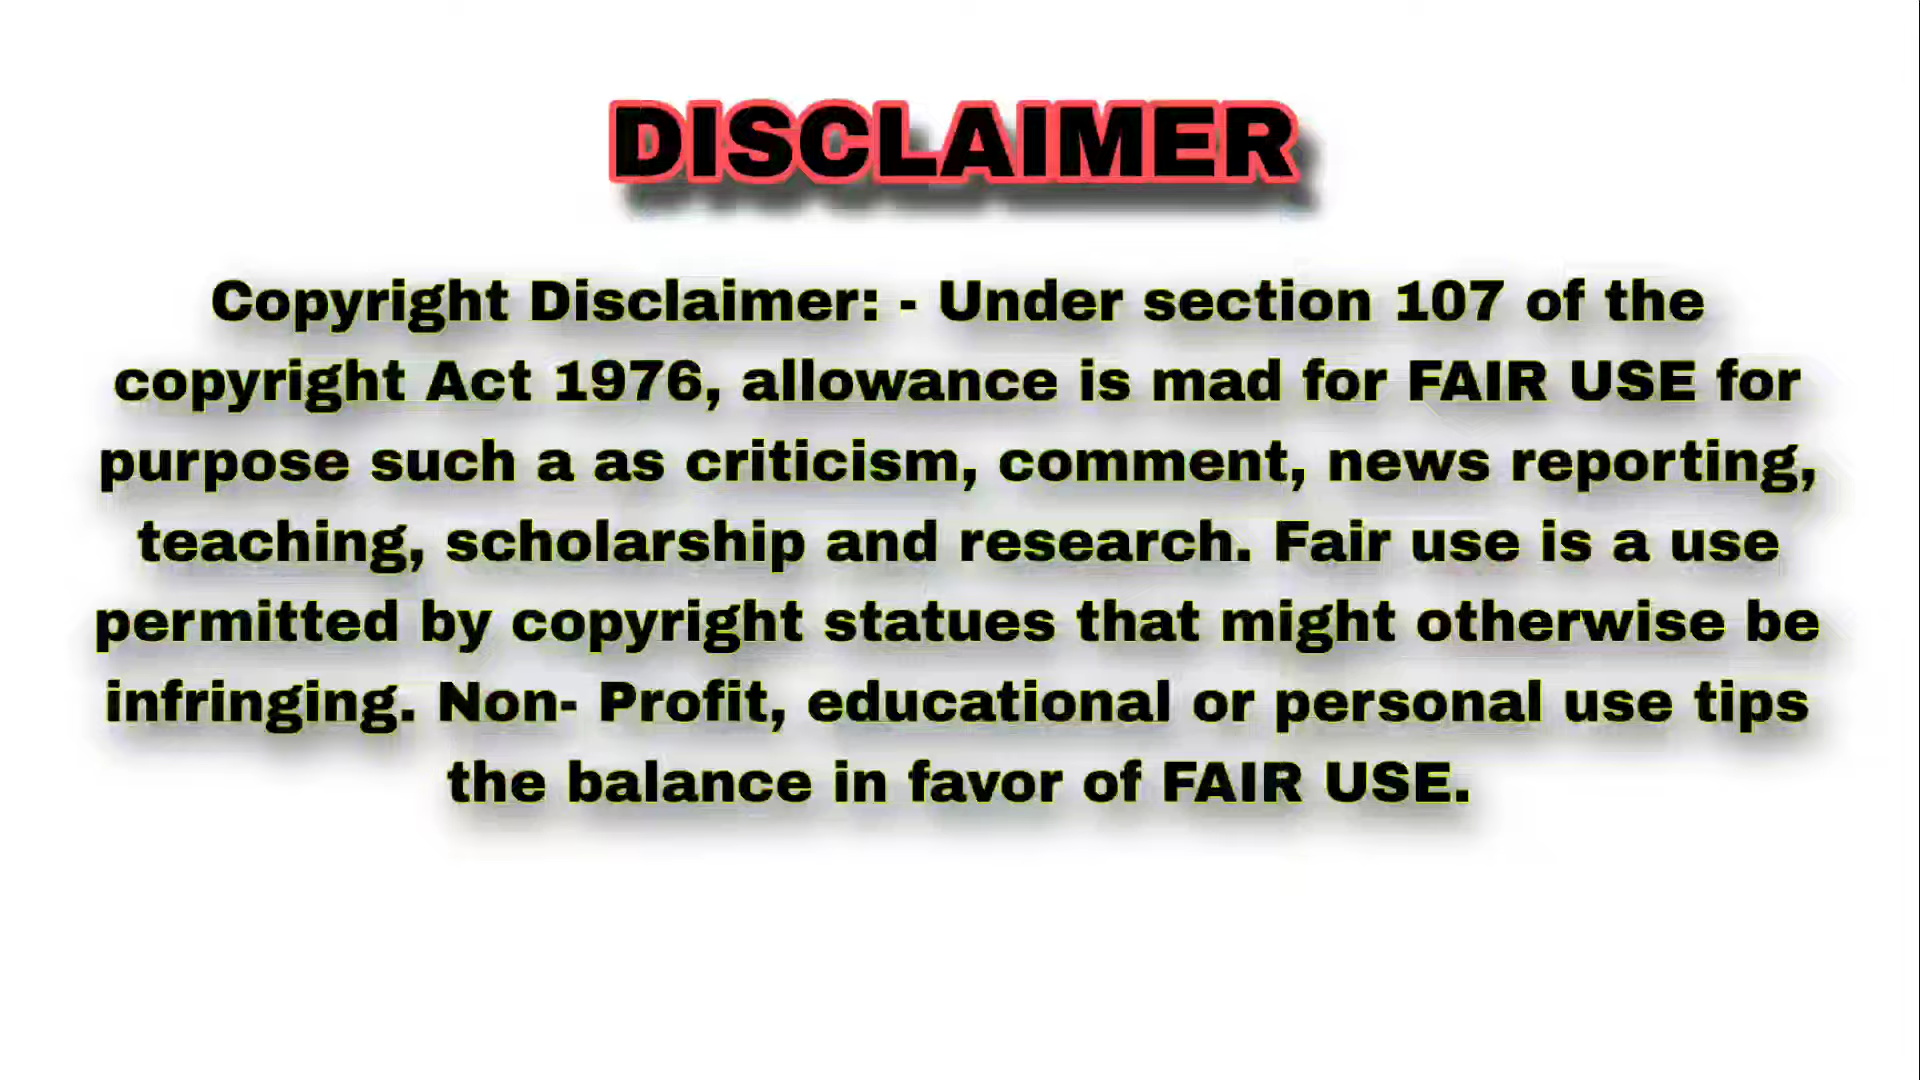 DISCLAIMER
Copyright Disclaimer: - Under section 107 of the
copyright Act 1976, allowance is mad for FAIR USE for
purpose such a as criticism, comment, news reporting,
teaching, scholarship and research. Fair use is a use
permitted by copyright statues that might otherwise be
infringing. Non- Profit, educational or personal use tips
the balance in favor of FAIR USE.